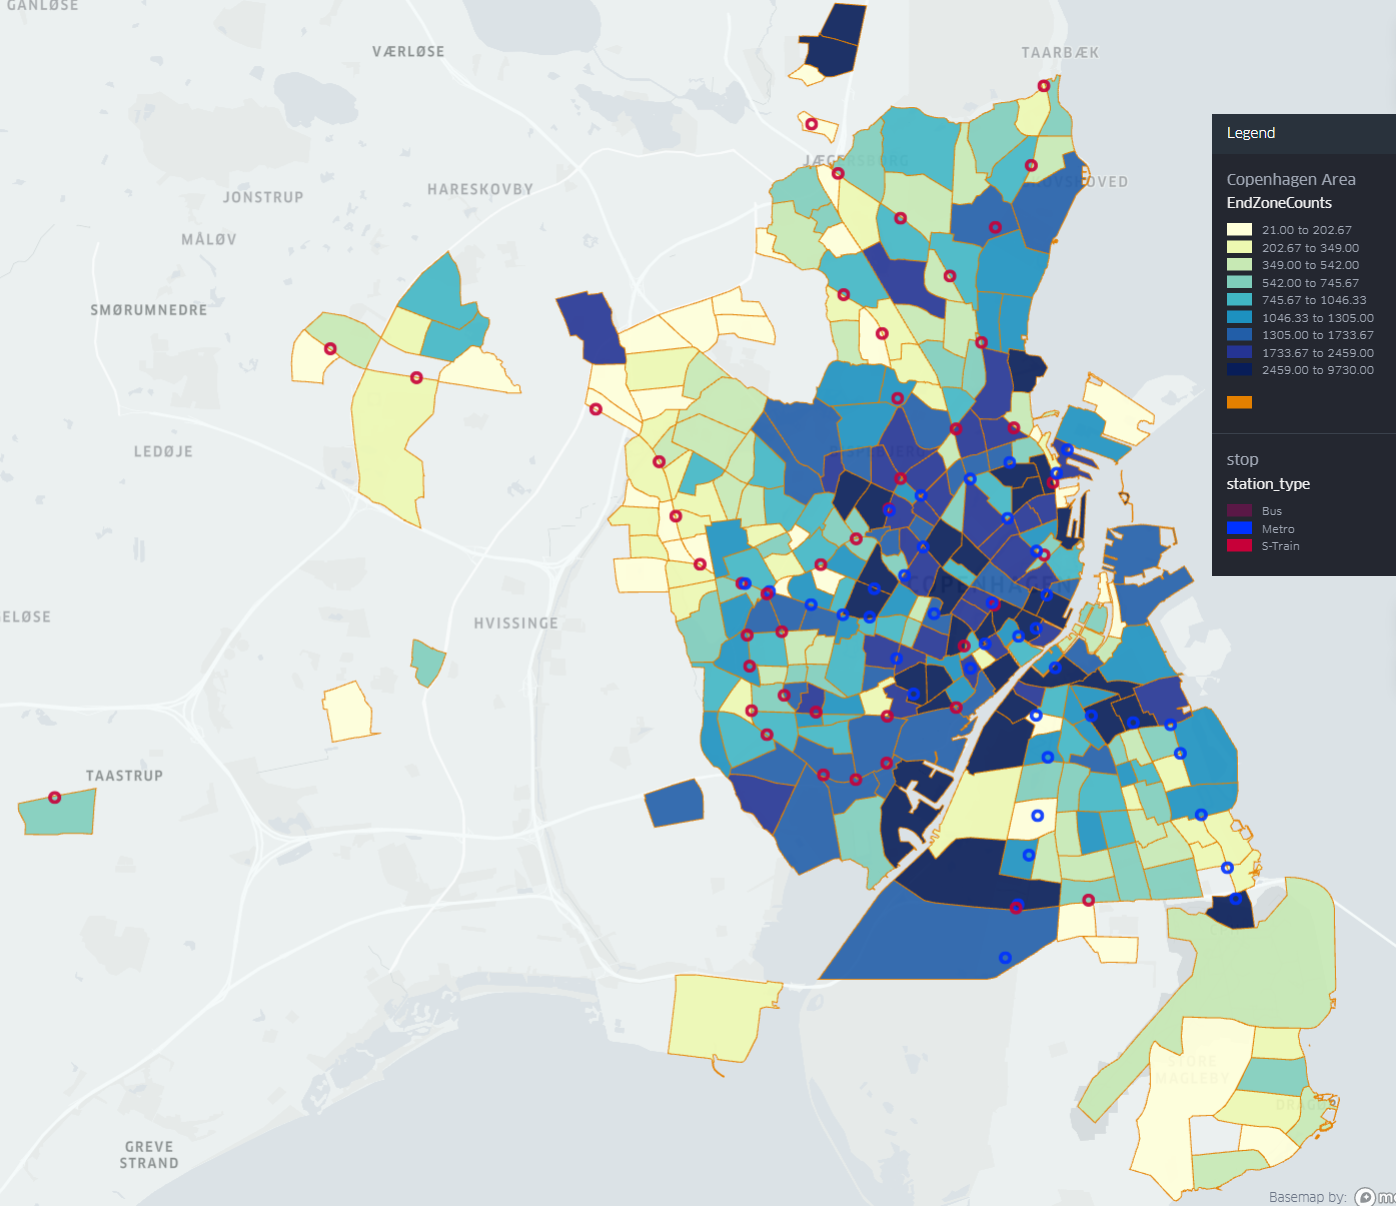 GANLØSE
VÆRLØSE
TAARBÆK
JÆGERSBORG
HARESKOVBY
JONSTRUP
MÅLØV
SMØRUMNEDRE
LEDØJE
COPENHAGEN
HVISSINGE
TAASTRUP
STORE
MAGLEBY
GREVE
STRAND
Legend
Copenhagen Area
EndZoneCounts
21.00 to 202.67
202.67 to 349.00
349.00 to 542.00
542.00 to 745.67
745.67 to 1046.33
1046.33 to 1305.00
1305.00 to 1733.67
1733.67 to 2459.00
2459.00 to 9730.00
stop
station_type
Bus
Metro
S-Train
Basemap by: